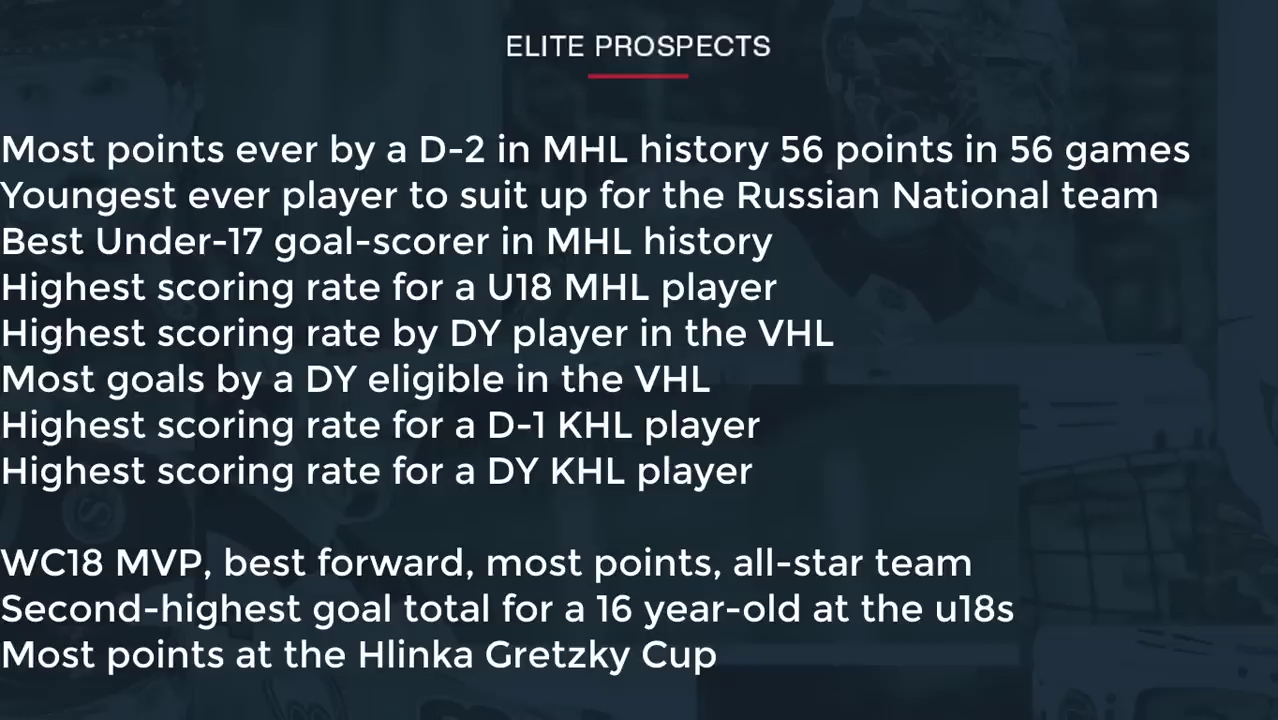 ELITE PROSPECTS
Most points ever by a D-2 in MHL history 56 points in 56 games
Youngest ever player to suit up for the Russian National team
Best Under-17 goal-scorer in MHL history
Highest scoring rate for a U18 MHL player
Highest scoring rate by DY player in the VHL
Most goals by a DY eligible in the VHL
Highest scoring rate for a D-1 KHL player
Highest scoring rate for a DY KHL player
WC18 MVP, best forward, most points, all-star team
Second-highest goal total for a 16 year-old at the u18s
Most points at the Hlinka Gretzky Cup